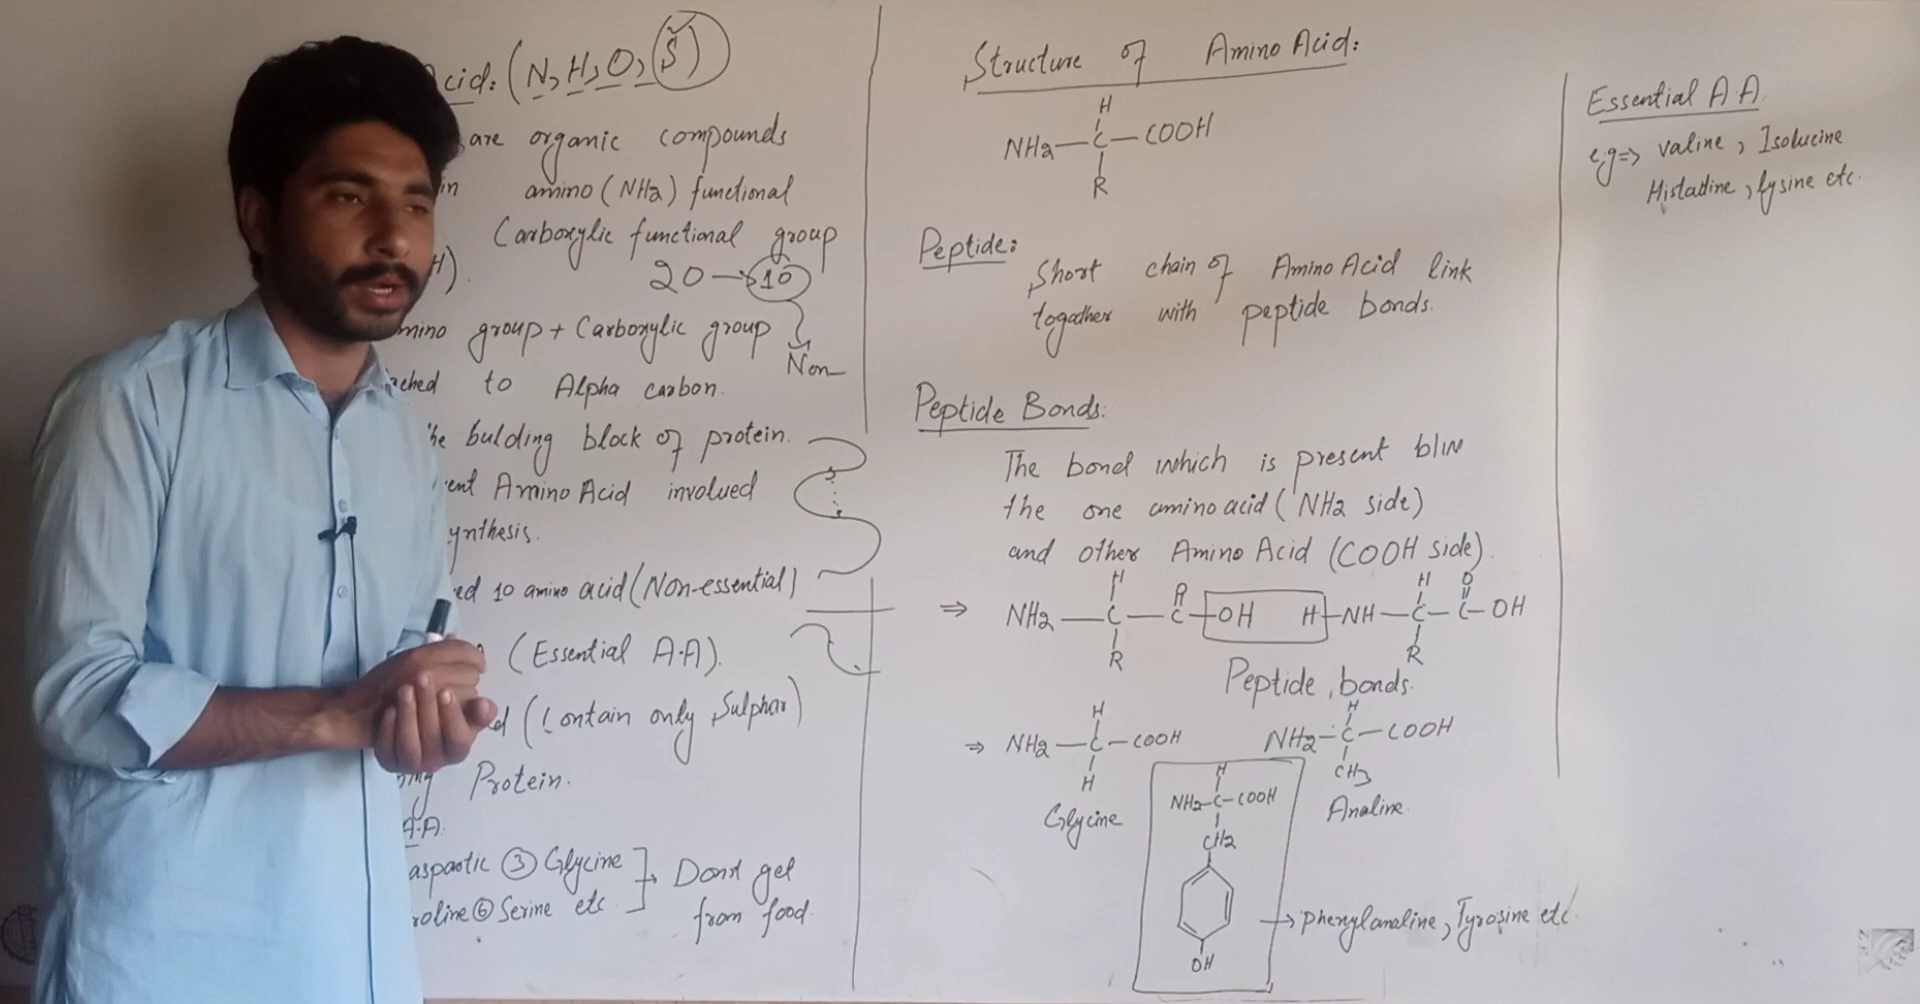 cid: (N, H, O, S)
are organic compounds
in amino (NH2) functional
Carboxylic functional group
H).
20 → 10
Non
mino group + Carboxylic group
ached to Alpha carbon.
he bulding block of protein.
ent Amino Acid involved
ynthesis.
ed 10 amino acid (Non-essential)
(Essential A.A).
d (Contain only Sulphar)
Protein.
A.A.
aspartic ③ Glycine
roline ⑥ Serine etc
Dont get
from food.
Structure of Amino Acid:
H
NH2 — C — COOH
R
Peptide:
Short chain of Amino Acid link
togather with peptide bonds.
Peptide Bonds:
The bond which is present b/w
the one amino acid (NH2 side)
and other Amino Acid (COOH side).
H H O
⇒ NH2 — C — C — OH H — NH — C — C — OH
R R
Peptide bonds.
H H
⇒ NH2 — C — COOH NH2 — C — COOH
H CH3
Glycine Analine.
H
NH2 — C — COOH
CH2
OH
→ phenylanaline, Tyrosine etc.
Essential A.A.
e.g => valine, Isolucine
Histadine, lysine etc.